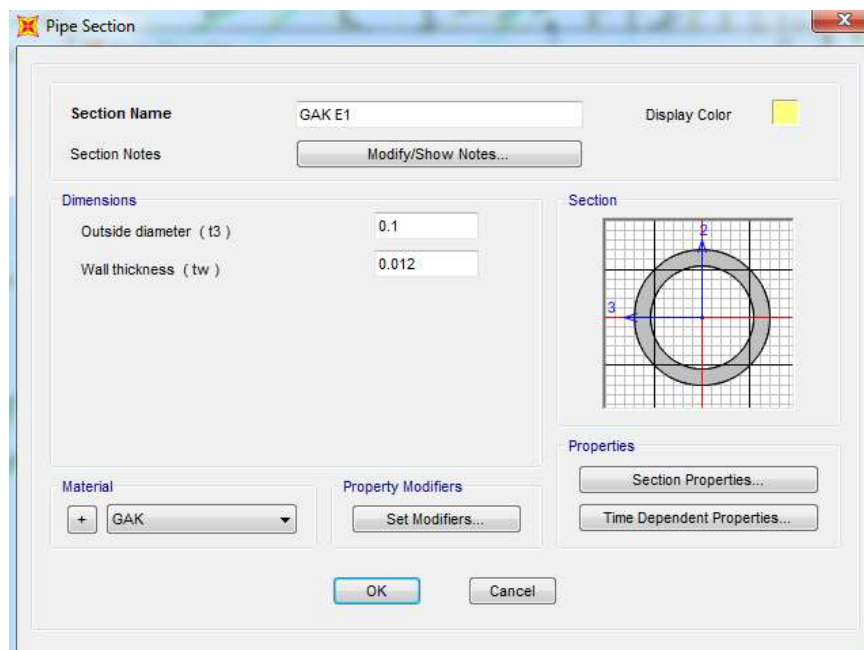 Pipe Section
Section Name
GAK E1
Display Color
Section Notes
Modify/Show Notes...
Dimensions
Outside diameter ( t3 )
0.1
Wall thickness ( tw )
0.012
Section
2
3
Properties
Section Properties...
Time Dependent Properties...
Material
+
GAK
Property Modifiers
Set Modifiers...
OK
Cancel